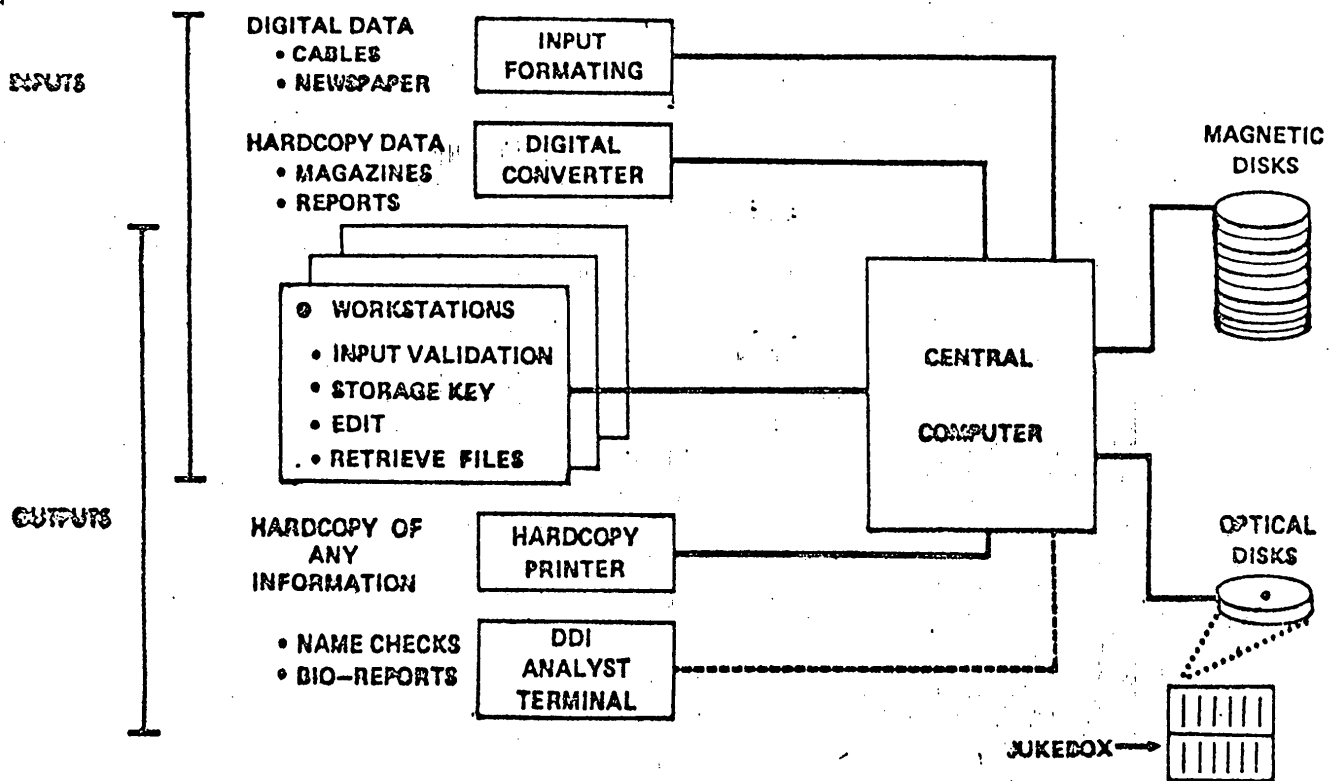 INPUTS
DIGITAL DATA
• CABLES
• NEWSPAPER
INPUT
FORMATING
HARDCOPY DATA
• MAGAZINES
• REPORTS
DIGITAL
CONVERTER
WORKSTATIONS
• INPUT VALIDATION
• STORAGE KEY
• EDIT
• RETRIEVE FILES
CENTRAL
COMPUTER
MAGNETIC
DISKS
OUTPUTS
HARDCOPY OF
ANY
INFORMATION
HARDCOPY
PRINTER
• NAME CHECKS
• BIO-REPORTS
DDI
ANALYST
TERMINAL
OPTICAL
DISKS
JUKEBOX